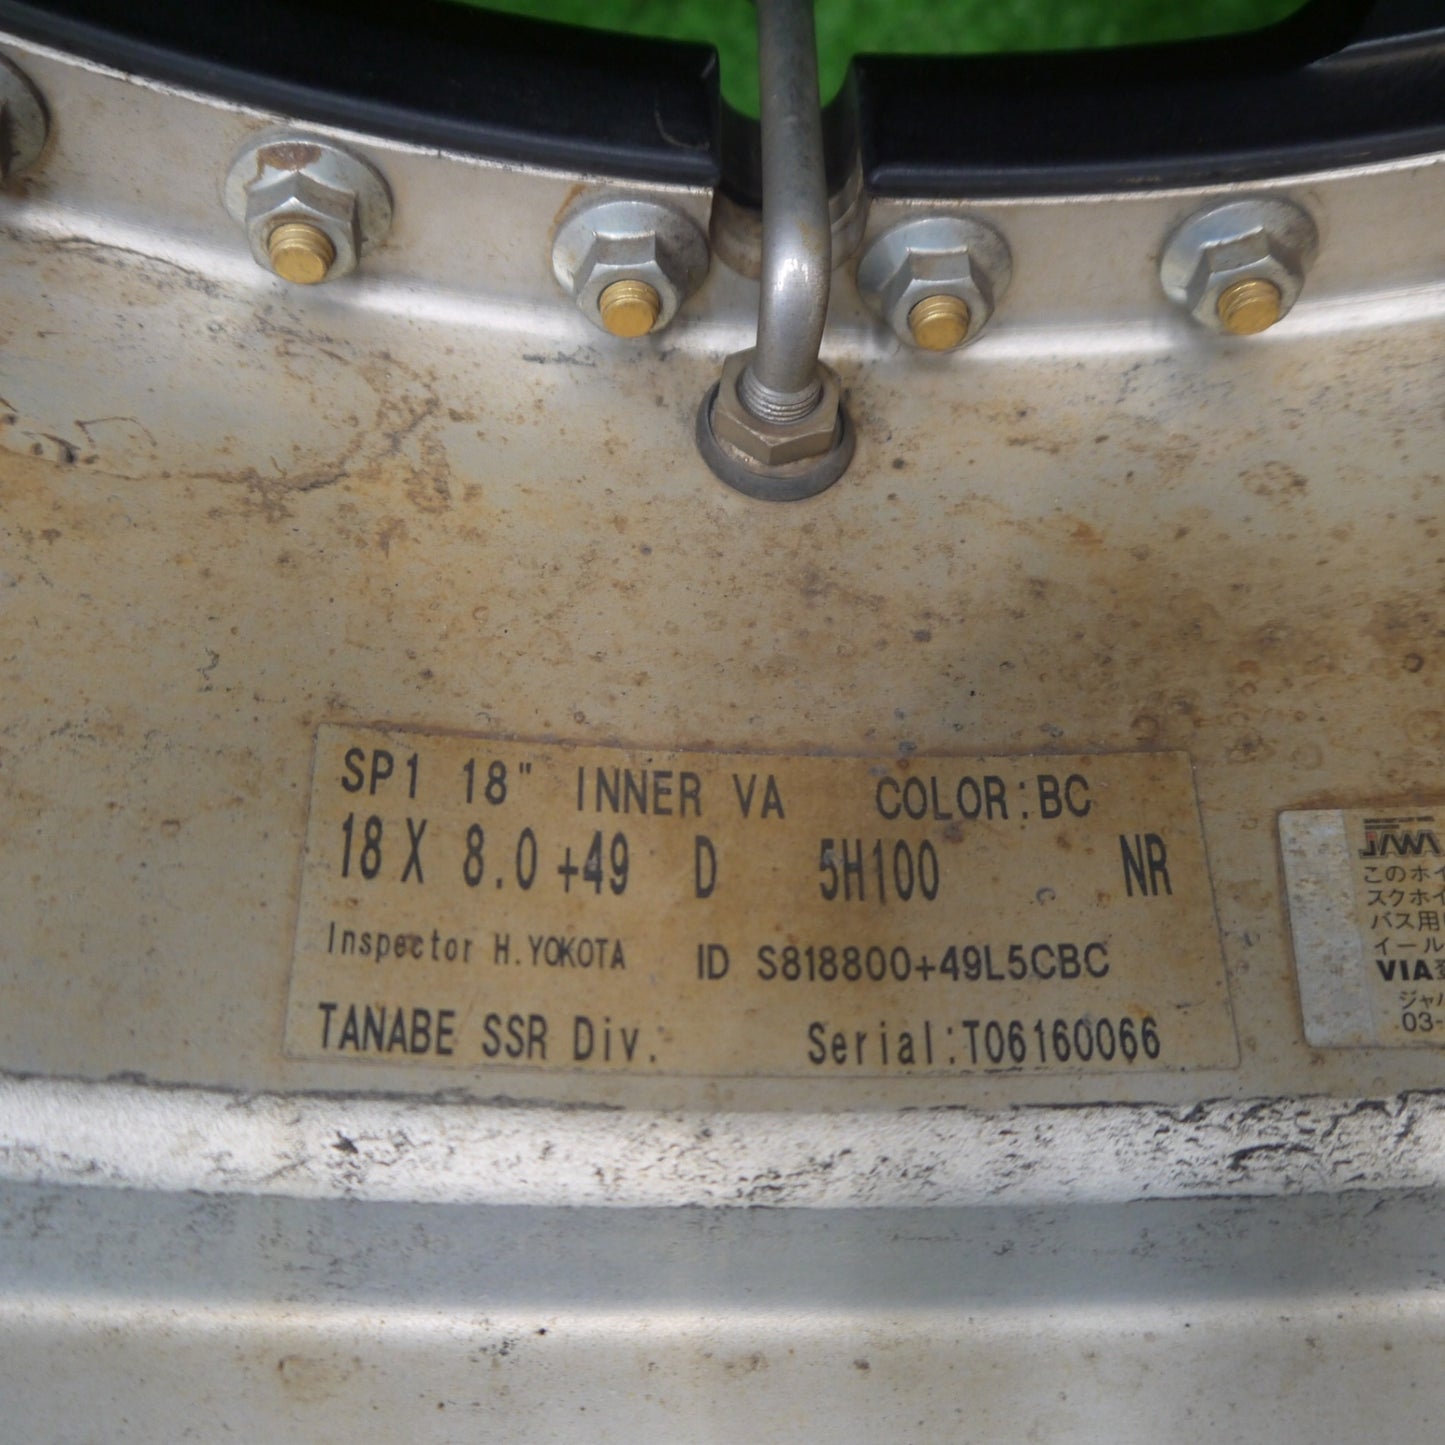 SP1 18" INNER VA COLOR:BC
18 X 8.0 +49 D 5H100 NR
Inspector H.YOKOTA ID S818800+49L5CBC
TANABE SSR Div. Serial:T06160066
JAWA
このホイ
スクホイ
バス用
イール
VIA
ジャパ
03-